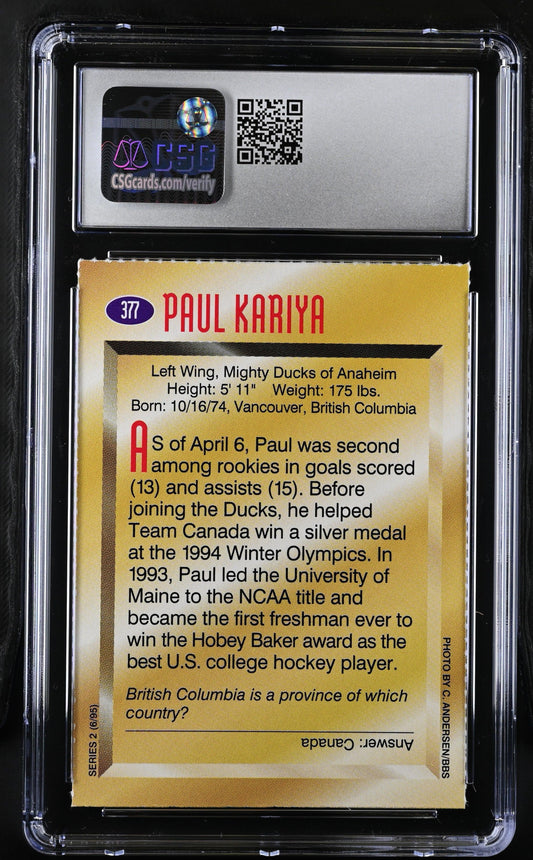 CSG
CSGcards.com/verify
377 PAUL KARIYA
Left Wing, Mighty Ducks of Anaheim
Height: 5' 11" Weight: 175 lbs.
Born: 10/16/74, Vancouver, British Columbia
AS of April 6, Paul was second
among rookies in goals scored
(13) and assists (15). Before
joining the Ducks, he helped
Team Canada win a silver medal
at the 1994 Winter Olympics. In
1993, Paul led the University of
Maine to the NCAA title and
became the first freshman ever to
win the Hobey Baker award as the
best U.S. college hockey player.
British Columbia is a province of which
country?
Answer: Canada
SERIES 2 (6/95)
PHOTO BY C. ANDERSEN/BBS